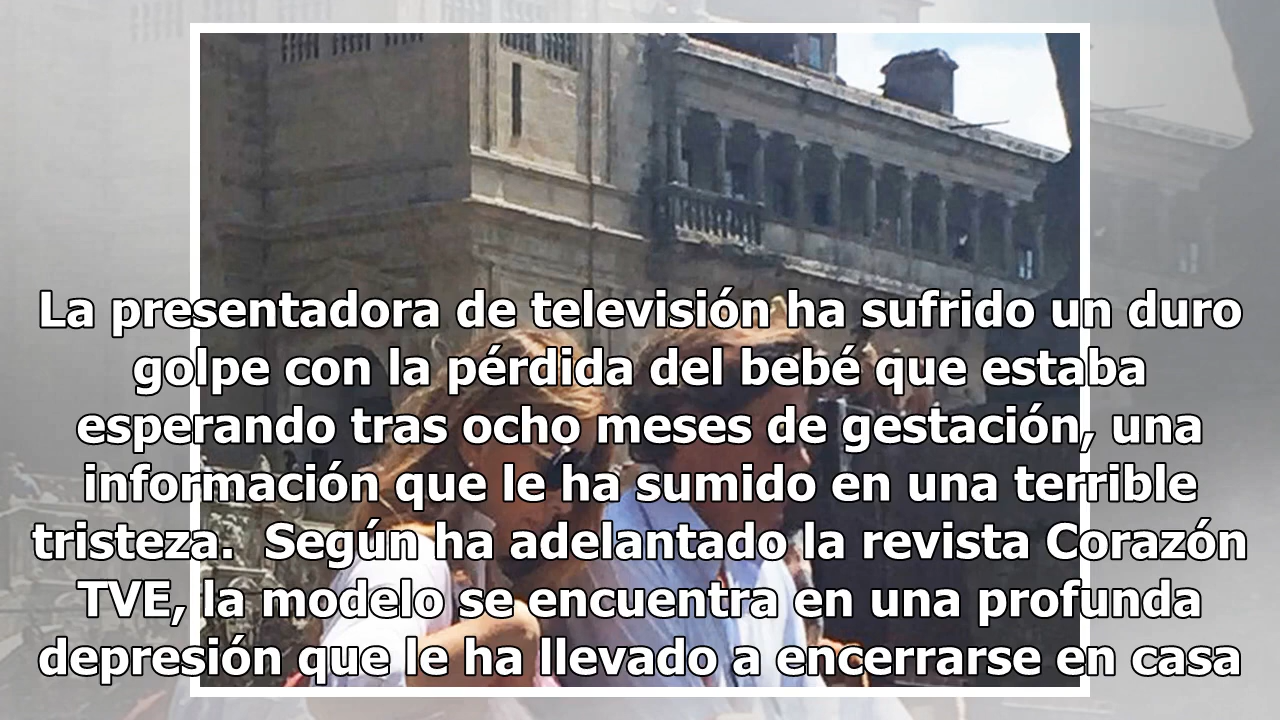 La presentadora de televisión ha sufrido un duro
golpe con la pérdida del bebé que estaba
esperando tras ocho meses de gestación, una
información que le ha sumido en una terrible
tristeza.  Según ha adelantado la revista Corazón
TVE, la modelo se encuentra en una profunda
depresión que le ha llevado a encerrarse en casa